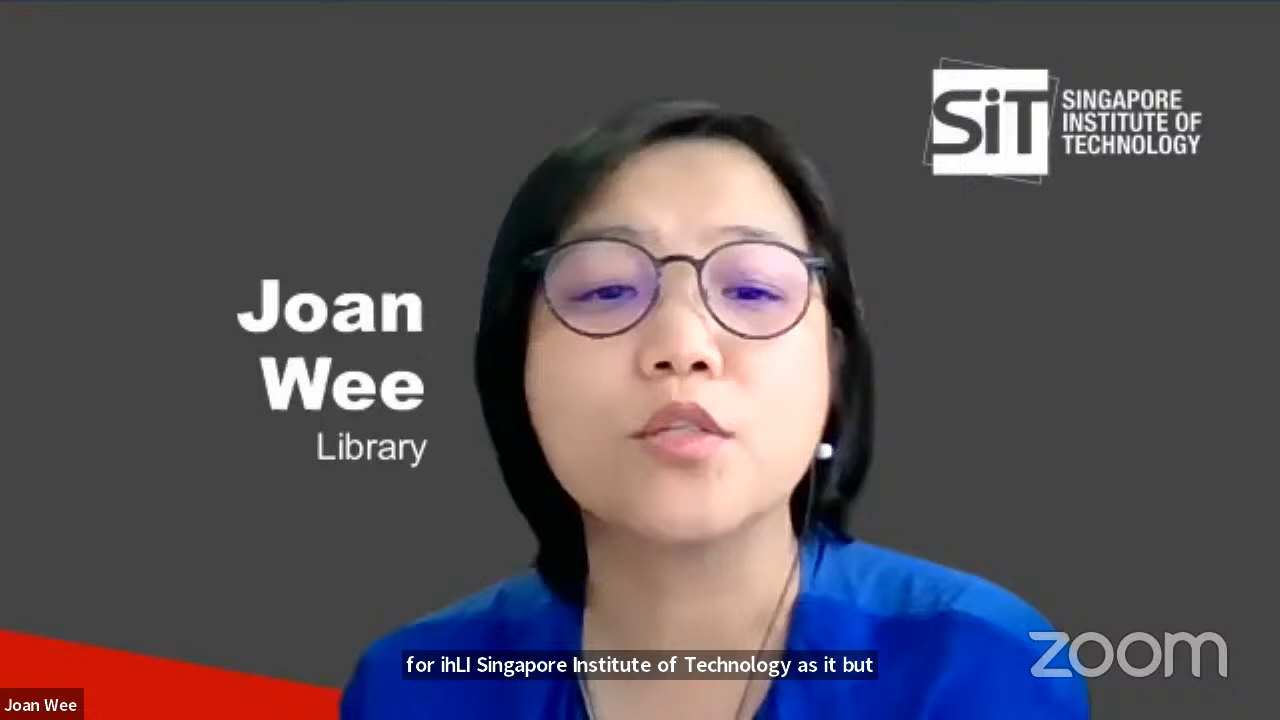 SiT
SINGAPORE
INSTITUTE OF
TECHNOLOGY
Joan
Wee
Library
for ihLI Singapore Institute of Technology as it but
zoom
Joan Wee